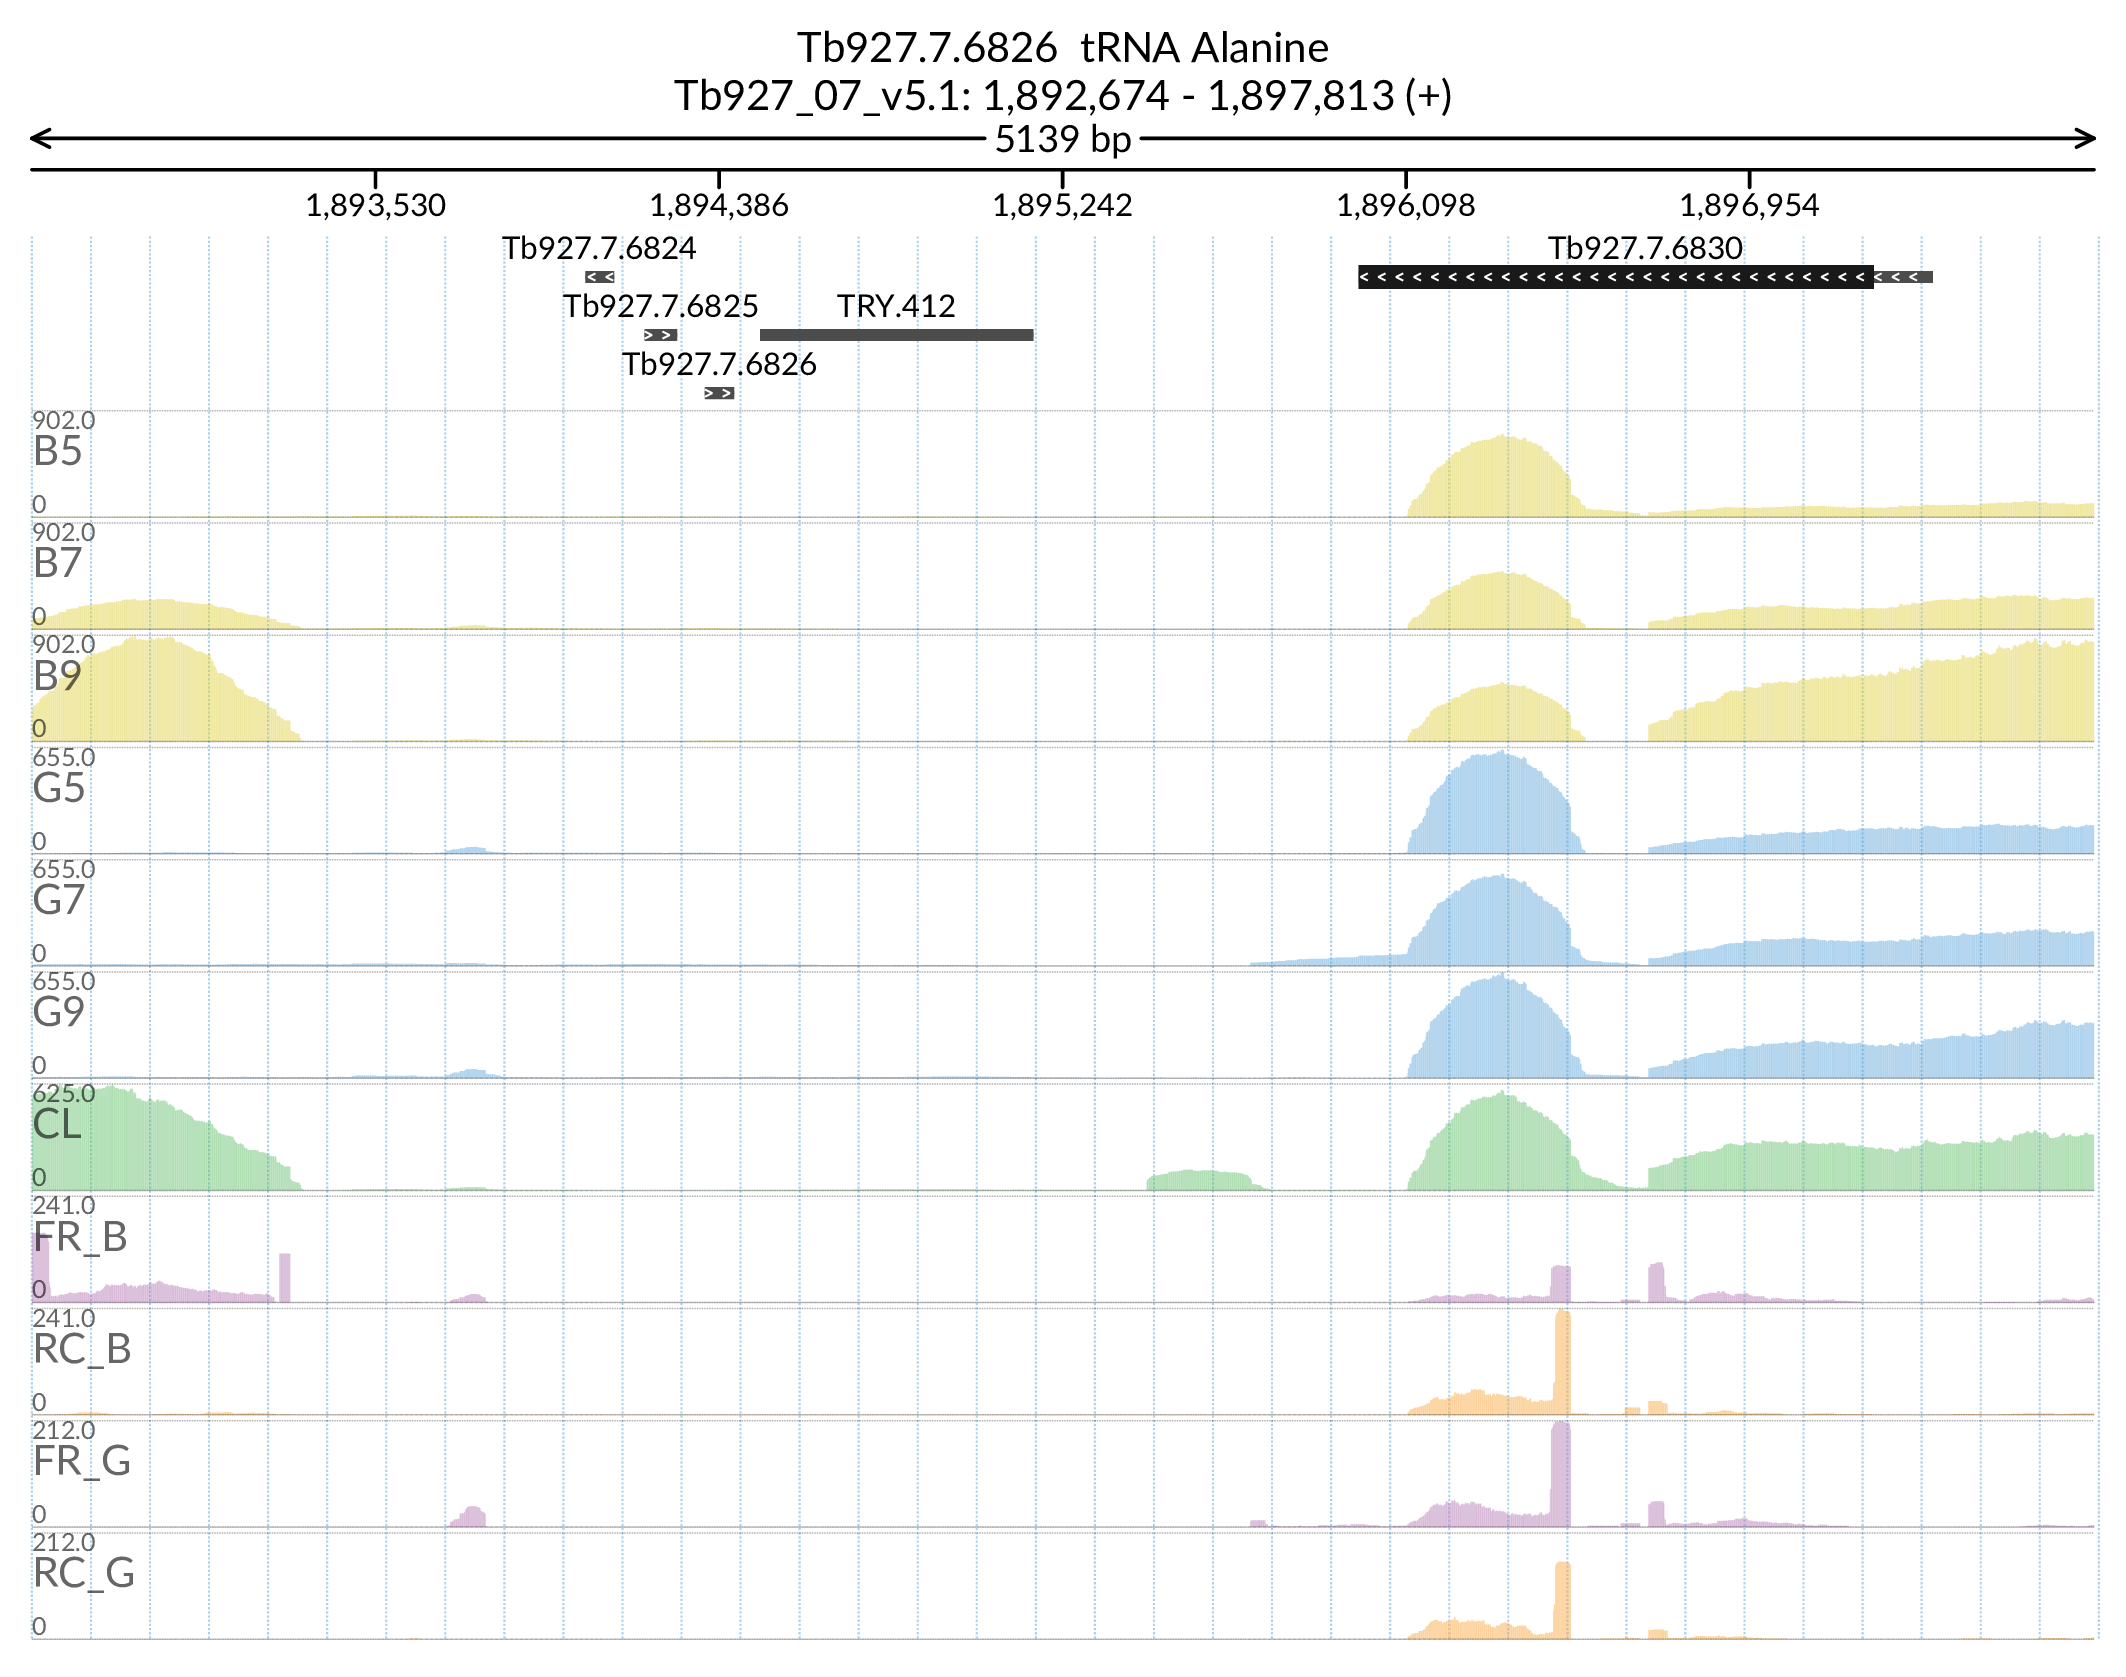 Tb927.7.6826 tRNA Alanine
Tb927_07_v5.1: 1,892,674 - 1,897,813 (+)
5139 bp
1,893,530 1,894,386 1,895,242 1,896,098 1,896,954
Tb927.7.6824 Tb927.7.6830
Tb927.7.6825 TRY.412
Tb927.7.6826
902.0
B5
0
902.0
B7
0
902.0
B9
0
655.0
G5
0
655.0
G7
0
655.0
G9
0
625.0
CL
0
241.0
FR_B
0
241.0
RC_B
0
212.0
FR_G
0
212.0
RC_G
0